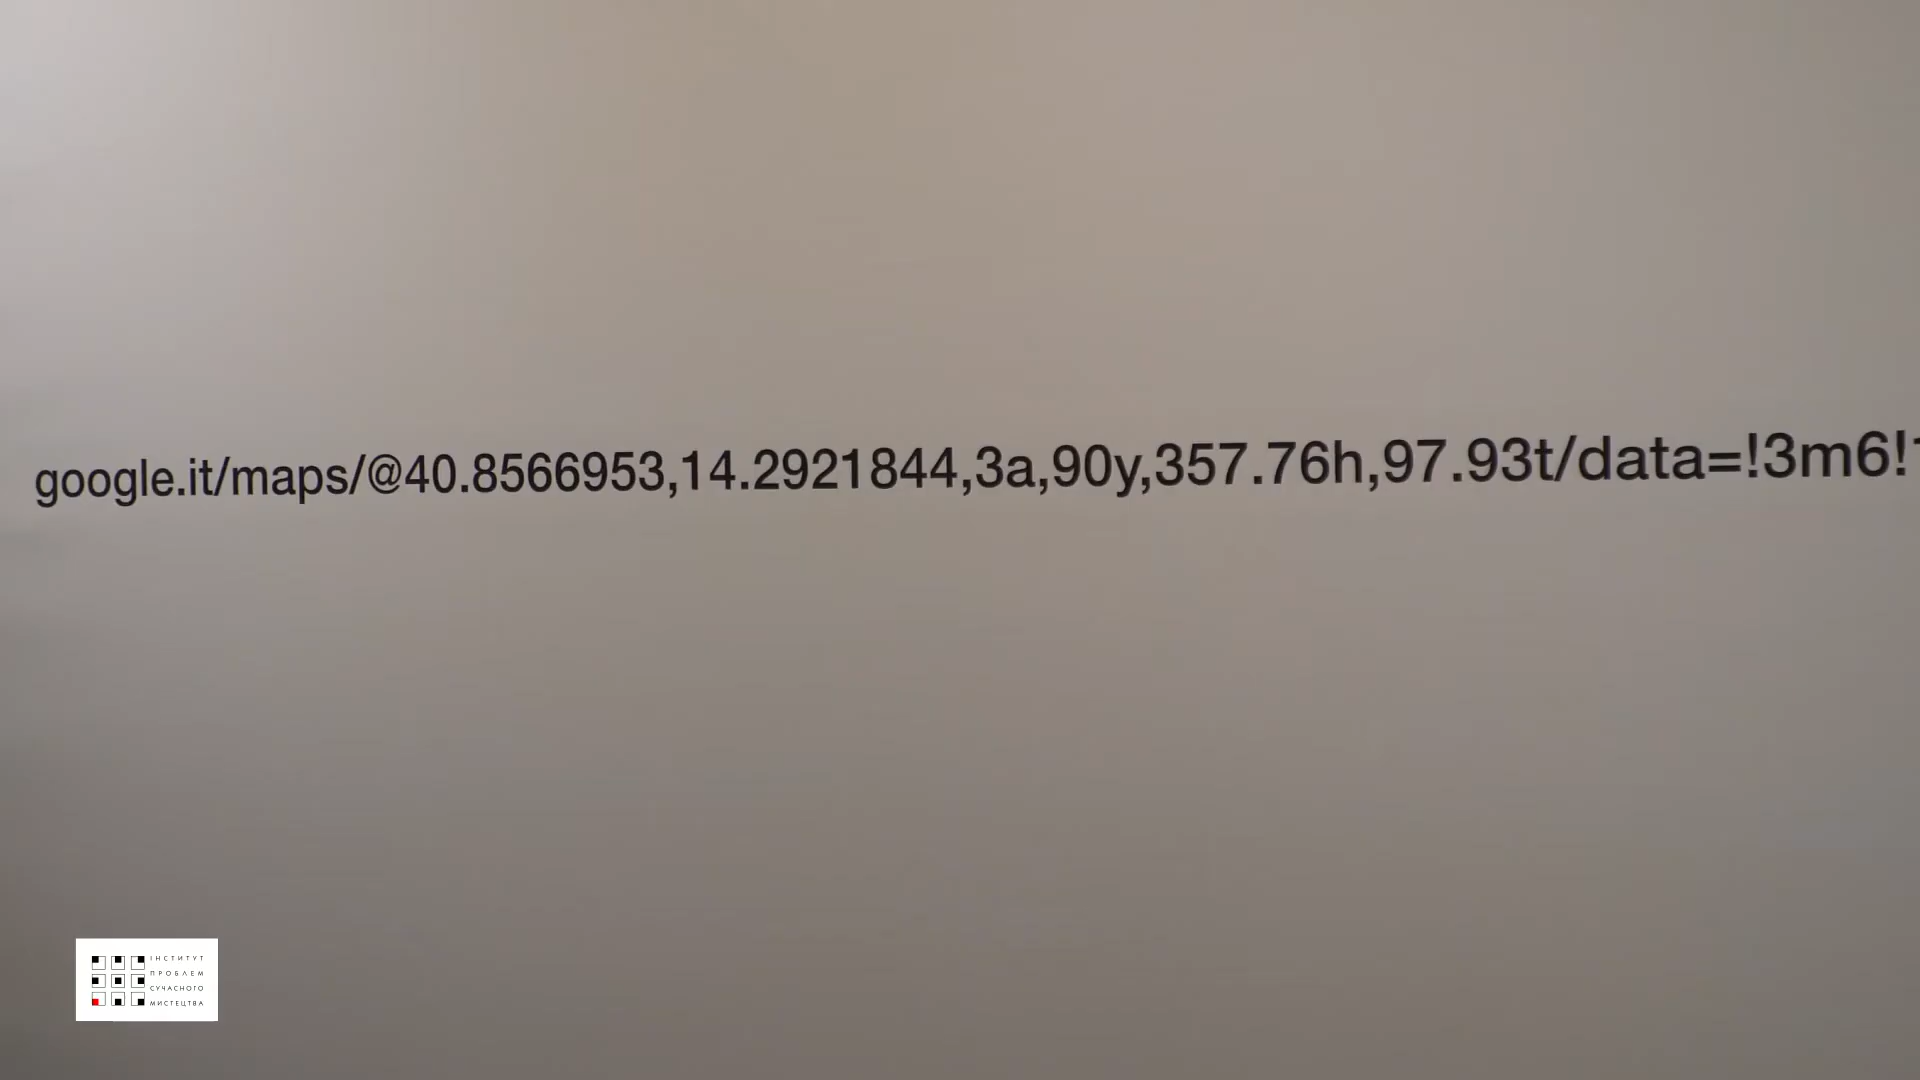 google.it/maps/@40.8566953,14.2921844,3a,90y,357.76h,97.93t/data=!3m6!1
ІНСТИТУТ
ПРОБЛЕМ
СУЧАСНОГО
МИСТЕЦТВА